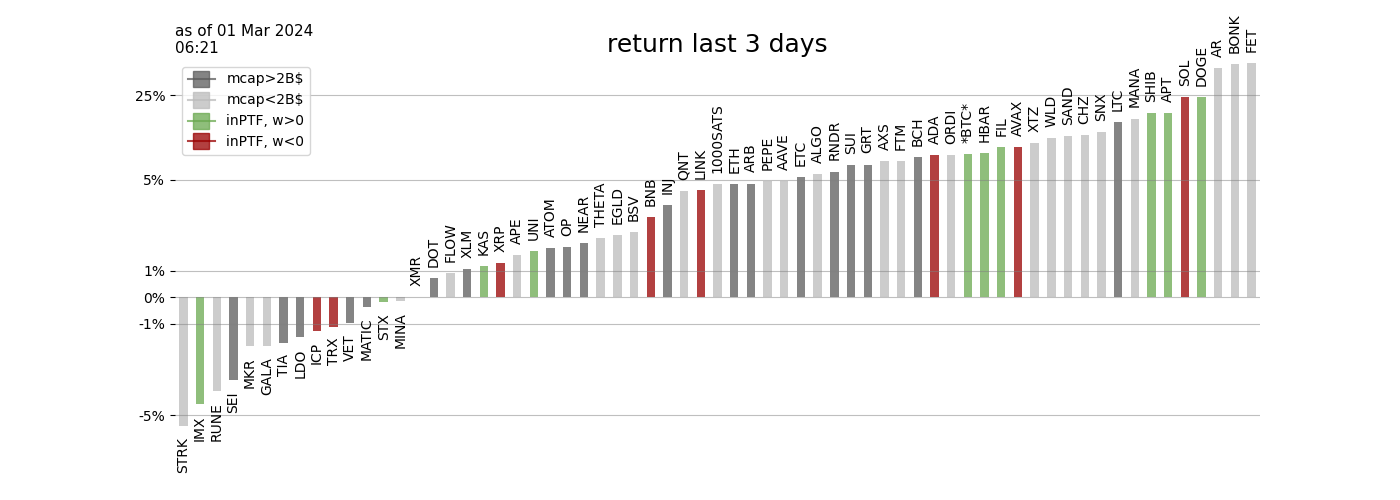 as of 01 Mar 2024
06:21
return last 3 days
mcap>2B$
mcap<2B$
inPTF, w>0
inPTF, w<0
25%
5%
1%
0%
-1%
-5%
STRK
IMX
RUNE
SEI
MKR
GALA
TIA
LDO
ICP
TRX
VET
MATIC
STX
MINA
XMR
DOT
FLOW
XLM
KAS
XRP
APE
UNI
ATOM
OP
NEAR
THETA
EGLD
BSV
BNB
INJ
QNT
LINK
1000SATS
ETH
ARB
PEPE
AAVE
ETC
ALGO
RNDR
SUI
GRT
AXS
FTM
BCH
ADA
ORDI
*BTC*
HBAR
FIL
AVAX
XTZ
WLD
SAND
CHZ
SNX
LTC
MANA
SHIB
APT
SOL
DOGE
AR
BONK
FET